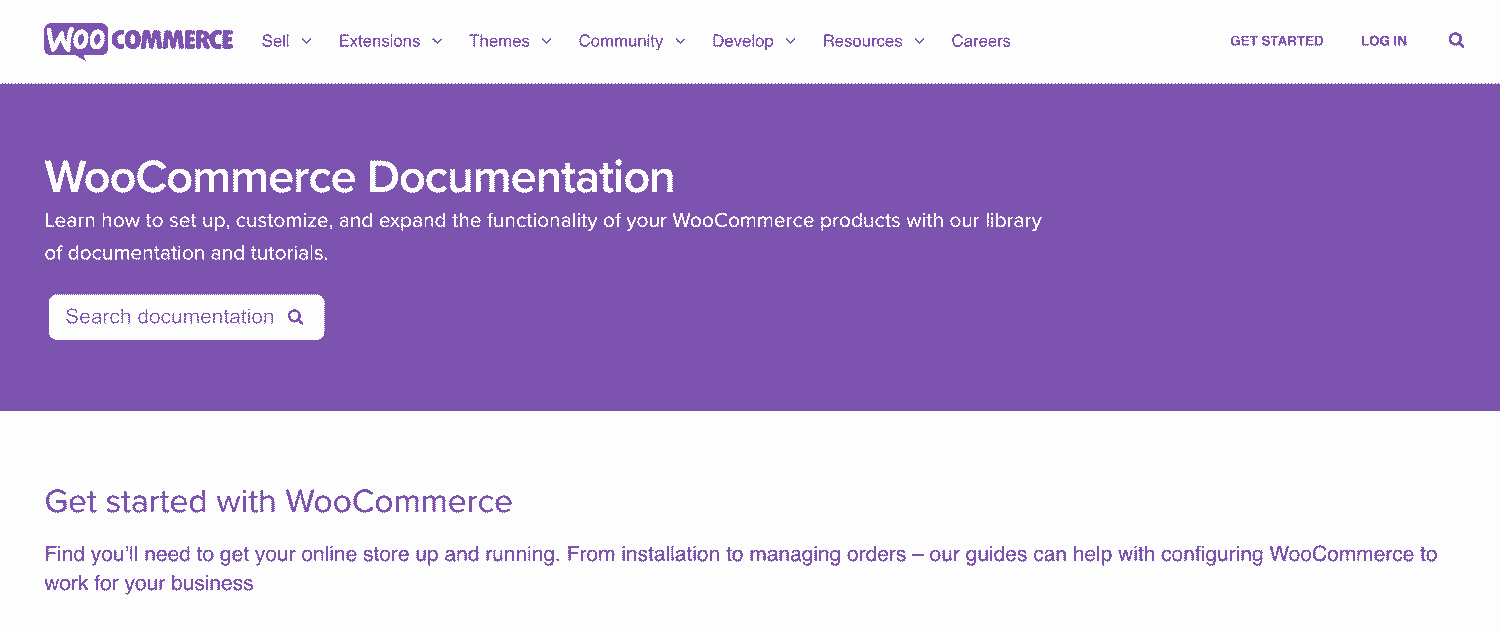 WOO COMMERCE Sell Extensions Themes Community Develop Resources Careers GET STARTED LOG IN
WooCommerce Documentation
Learn how to set up, customize, and expand the functionality of your WooCommerce products with our library
of documentation and tutorials.
Search documentation
Get started with WooCommerce
Find you’ll need to get your online store up and running. From installation to managing orders – our guides can help with configuring WooCommerce to
work for your business